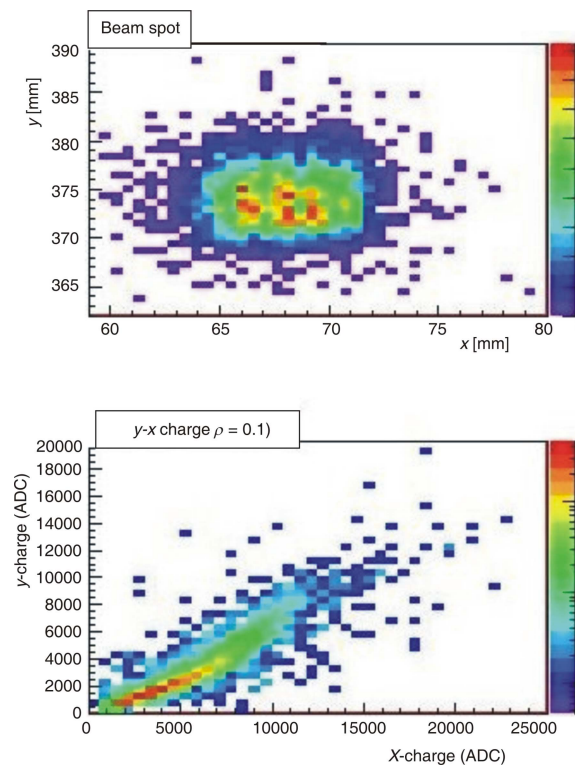 Beam spot
390
385
380
375
370
365
y [mm]
60 65 70 75 80
x [mm]
y-x charge ρ = 0.1)
20000
18000
16000
14000
12000
10000
8000
6000
4000
2000
0
y-charge (ADC)
0 5000 10000 15000 20000 25000
X-charge (ADC)